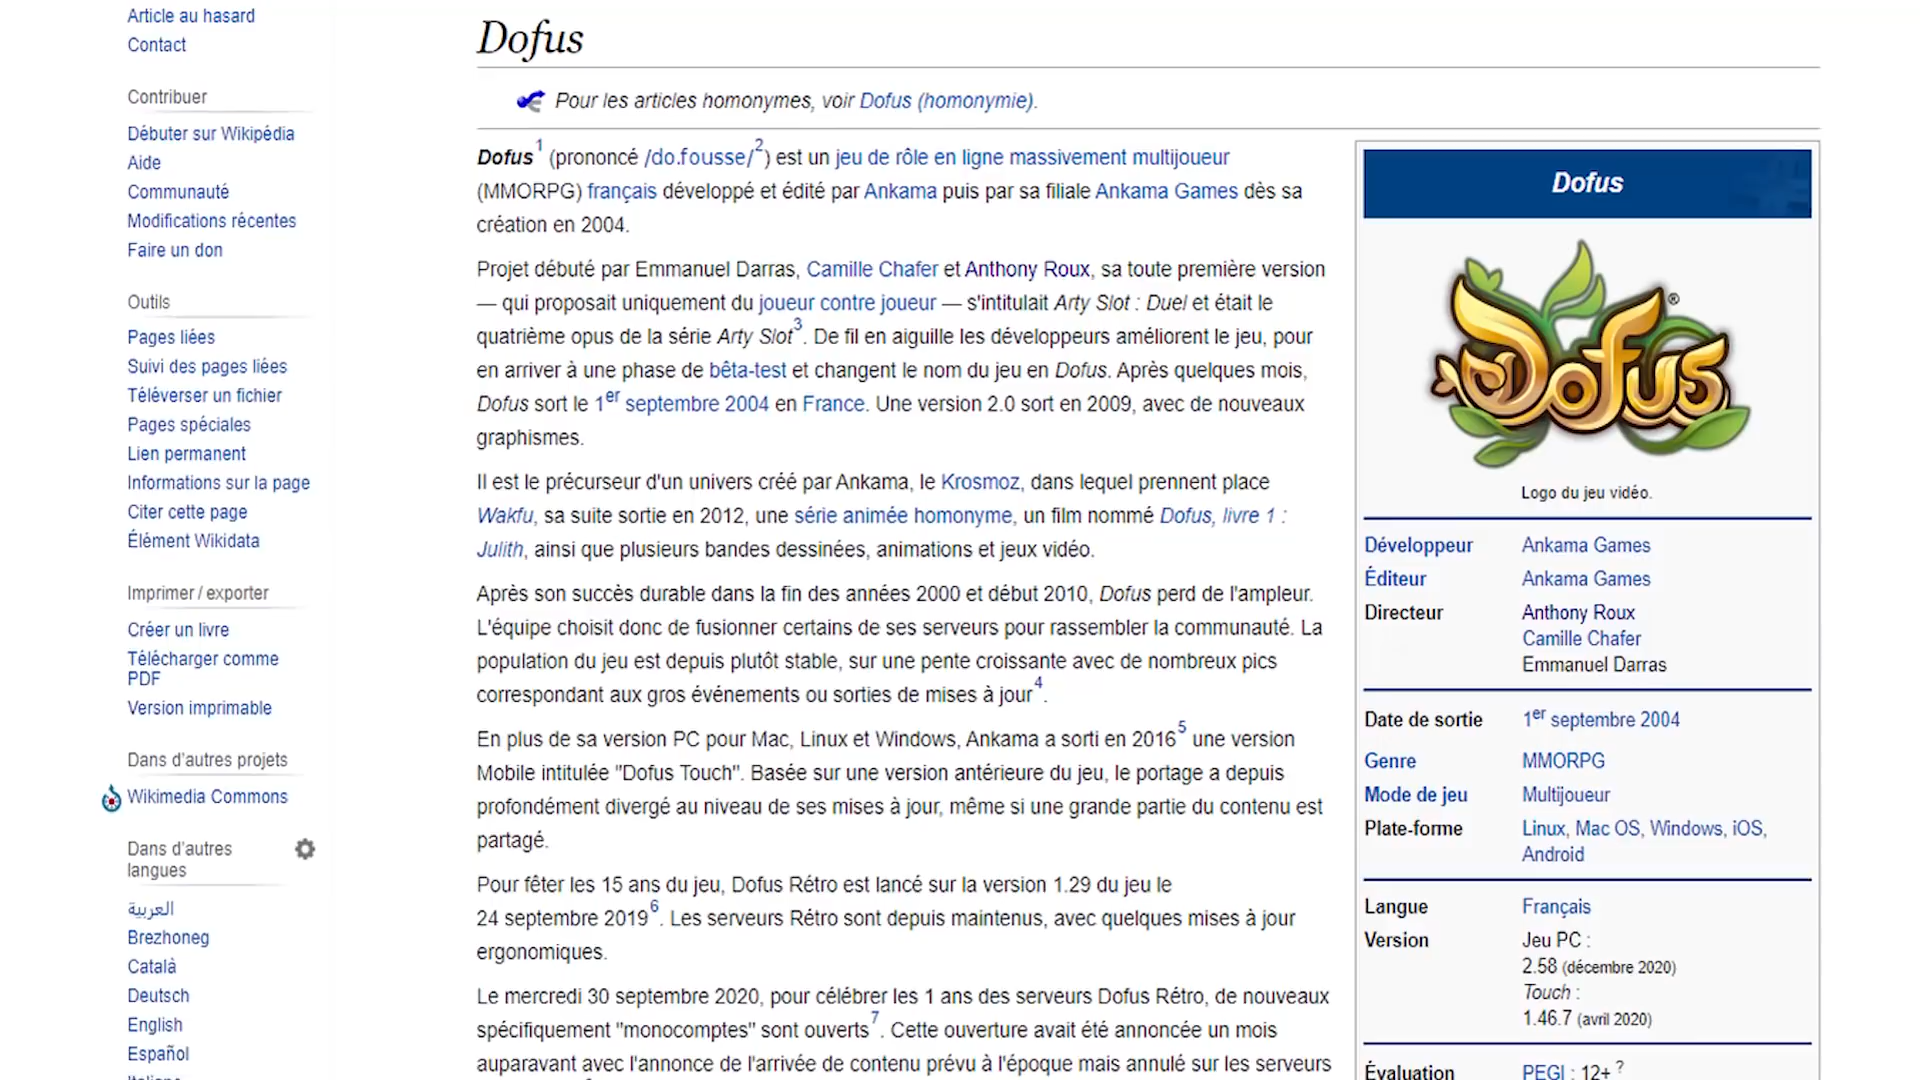 Article au hasard
Contact
Contribuer
Débuter sur Wikipédia
Aide
Communauté
Modifications récentes
Faire un don
Outils
Pages liées
Suivi des pages liées
Téléverser un fichier
Pages spéciales
Lien permanent
Informations sur la page
Citer cette page
Élément Wikidata
Imprimer / exporter
Créer un livre
Télécharger comme
PDF
Version imprimable
Dans d'autres projets
Wikimedia Commons
Dans d'autres
langues
العربية
Brezhoneg
Català
Deutsch
English
Español
Dofus
Pour les articles homonymes, voir Dofus (homonymie).
Dofus1 (prononcé /do.fousse/2) est un jeu de rôle en ligne massivement multijoueur
(MMORPG) français développé et édité par Ankama puis par sa filiale Ankama Games dès sa
création en 2004.
Projet débuté par Emmanuel Darras, Camille Chafer et Anthony Roux, sa toute première version
— qui proposait uniquement du joueur contre joueur — s'intitulait Arty Slot : Duel et était le
quatrième opus de la série Arty Slot3. De fil en aiguille les développeurs améliorent le jeu, pour
en arriver à une phase de bêta-test et changent le nom du jeu en Dofus. Après quelques mois,
Dofus sort le 1er septembre 2004 en France. Une version 2.0 sort en 2009, avec de nouveaux
graphismes.
Il est le précurseur d'un univers créé par Ankama, le Krosmoz, dans lequel prennent place
Wakfu, sa suite sortie en 2012, une série animée homonyme, un film nommé Dofus, livre 1 :
Julith, ainsi que plusieurs bandes dessinées, animations et jeux vidéo.
Après son succès durable dans la fin des années 2000 et début 2010, Dofus perd de l'ampleur.
L'équipe choisit donc de fusionner certains de ses serveurs pour rassembler la communauté. La
population du jeu est depuis plutôt stable, sur une pente croissante avec de nombreux pics
correspondant aux gros événements ou sorties de mises à jour4.
En plus de sa version PC pour Mac, Linux et Windows, Ankama a sorti en 20165 une version
Mobile intitulée "Dofus Touch". Basée sur une version antérieure du jeu, le portage a depuis
profondément divergé au niveau de ses mises à jour, même si une grande partie du contenu est
partagé.
Pour fêter les 15 ans du jeu, Dofus Rétro est lancé sur la version 1.29 du jeu le
24 septembre 20196. Les serveurs Rétro sont depuis maintenus, avec quelques mises à jour
ergonomiques.
Le mercredi 30 septembre 2020, pour célébrer les 1 ans des serveurs Dofus Rétro, de nouveaux
spécifiquement "monocomptes" sont ouverts7. Cette ouverture avait été annoncée un mois
auparavant avec l'annonce de l'arrivée de contenu prévu à l'époque mais annulé sur les serveurs
Dofus
Dofus®
Logo du jeu vidéo.
Développeur Ankama Games
Éditeur Ankama Games
Directeur Anthony Roux
Camille Chafer
Emmanuel Darras
Date de sortie 1er septembre 2004
Genre MMORPG
Mode de jeu Multijoueur
Plate-forme Linux, Mac OS, Windows, iOS,
Android
Langue Français
Version Jeu PC :
2.58 (décembre 2020)
Touch :
1.46.7 (avril 2020)
Évaluation PEGI : 12+ ?